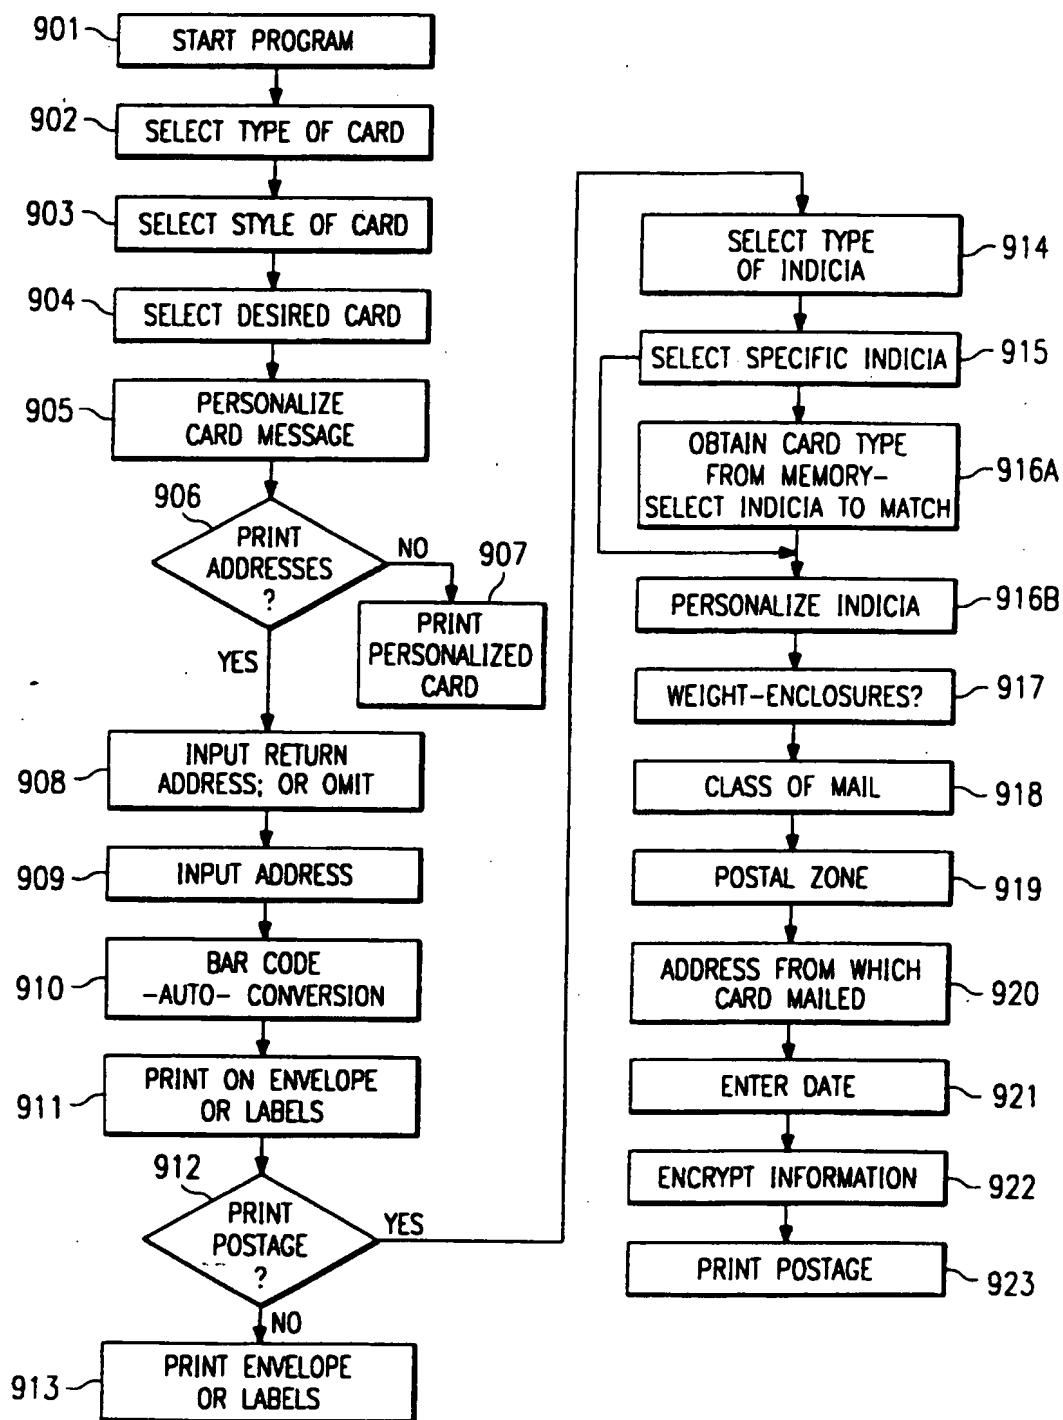 901
START PROGRAM
902
SELECT TYPE OF CARD
903
SELECT STYLE OF CARD
904
SELECT DESIRED CARD
905
PERSONALIZE
CARD MESSAGE
906
PRINT
ADDRESSES
?
NO
907
PRINT
PERSONALIZED
CARD
YES
908
INPUT RETURN
ADDRESS; OR OMIT
909
INPUT ADDRESS
910
BAR CODE
-AUTO- CONVERSION
911
PRINT ON ENVELOPE
OR LABELS
912
PRINT
POSTAGE
?
YES
NO
913
PRINT ENVELOPE
OR LABELS
SELECT TYPE
OF INDICIA
914
SELECT SPECIFIC INDICIA
915
OBTAIN CARD TYPE
FROM MEMORY-
SELECT INDICIA TO MATCH
916A
PERSONALIZE INDICIA
916B
WEIGHT-ENCLOSURES?
917
CLASS OF MAIL
918
POSTAL ZONE
919
ADDRESS FROM WHICH
CARD MAILED
920
ENTER DATE
921
ENCRYPT INFORMATION
922
PRINT POSTAGE
923